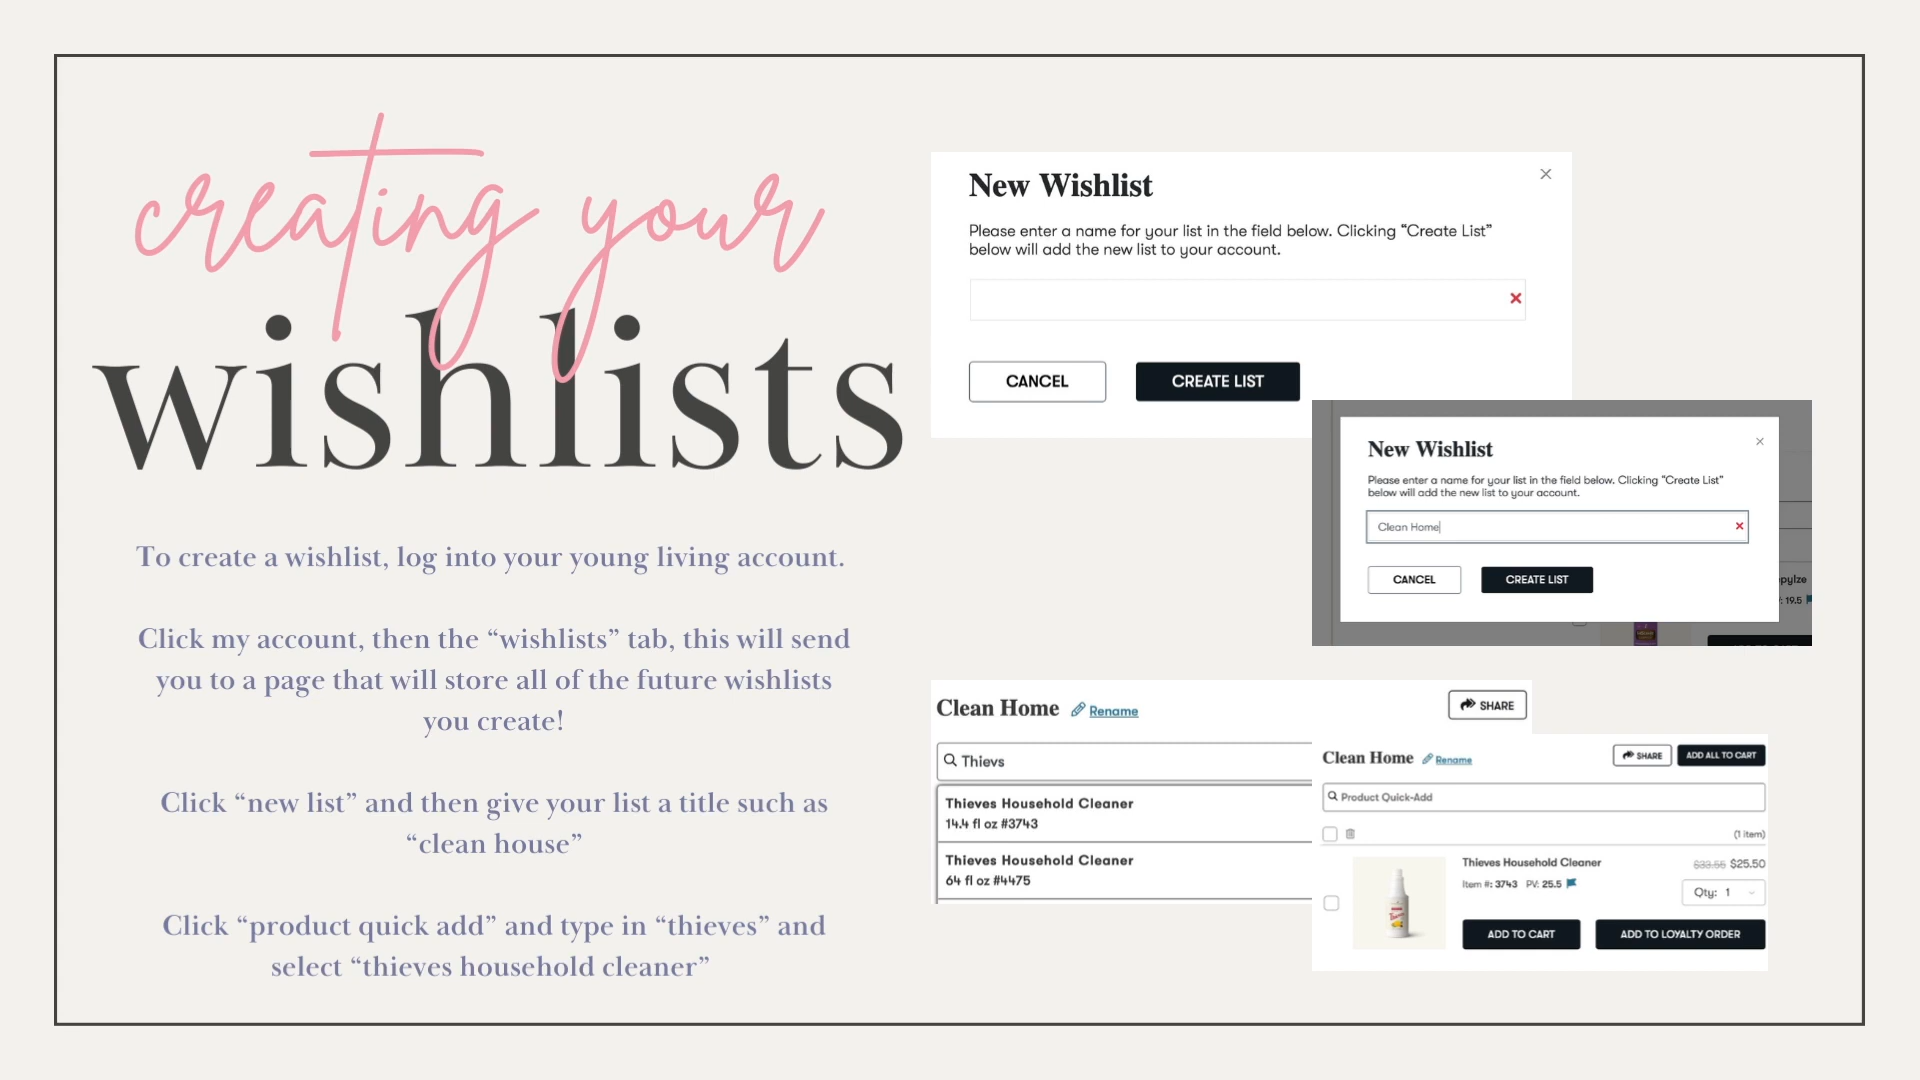 creating your
wishlists
To create a wishlist, log into your young living account.
Click my account, then the “wishlists” tab, this will send
you to a page that will store all of the future wishlists
you create!
Click “new list” and then give your list a title such as
“clean house”
Click “product quick add” and type in “thieves” and
select “thieves household cleaner”
New Wishlist
Please enter a name for your list in the field below. Clicking “Create List”
below will add the new list to your account.
CANCEL
CREATE LIST
New Wishlist
Please enter a name for your list in the field below. Clicking "Create List"
below will add the new list to your account.
Clean Home
CANCEL
CREATE LIST
: 19.5
Clean Home Rename
SHARE
Thievs
Thieves Household Cleaner
14.4 fl oz #3743
Thieves Household Cleaner
64 fl oz #4475
Clean Home Rename
SHARE
ADD ALL TO CART
Product Quick-Add
(1 item)
Thieves Household Cleaner
$33.55 $25.50
Item #: 3743 PV: 25.5
Qty: 1
ADD TO CART
ADD TO LOYALTY ORDER